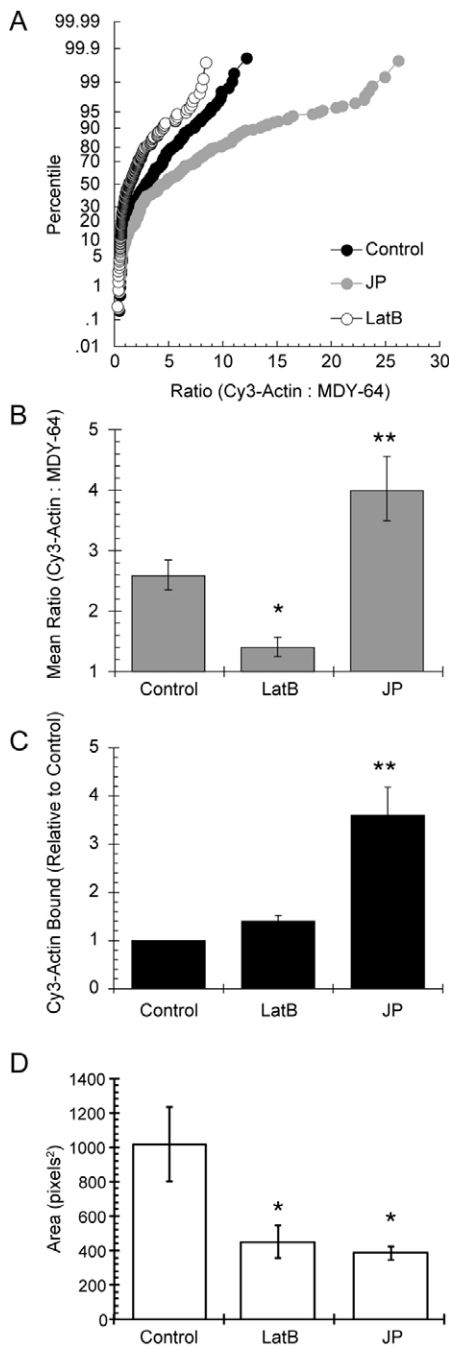 A
99.99
99.9
99
95
90
80
70
50
30
20
10
5
1
.1
.01
Percentile
Control
JP
LatB
0 5 10 15 20 25 30
Ratio (Cy3-Actin : MDY-64)
B
Mean Ratio (Cy3-Actin : MDY-64)
5
4
3
2
1
*
**
Control LatB JP
C
Cy3-Actin Bound (Relative to Control)
5
4
3
2
1
0
**
Control LatB JP
D
Area (pixels²)
1400
1200
1000
800
600
400
200
0
*
*
Control LatB JP